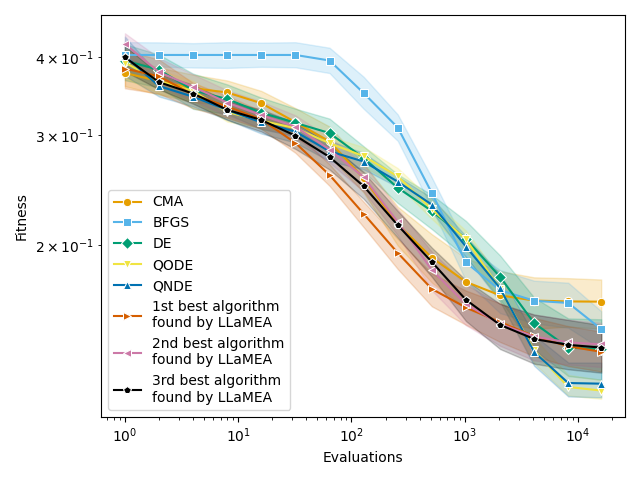 Fitness
4 × 10⁻¹
3 × 10⁻¹
2 × 10⁻¹
CMA
BFGS
DE
QODE
QNDE
1st best algorithm
found by LLaMEA
2nd best algorithm
found by LLaMEA
3rd best algorithm
found by LLaMEA
10⁰
10¹
10²
10³
10⁴
Evaluations